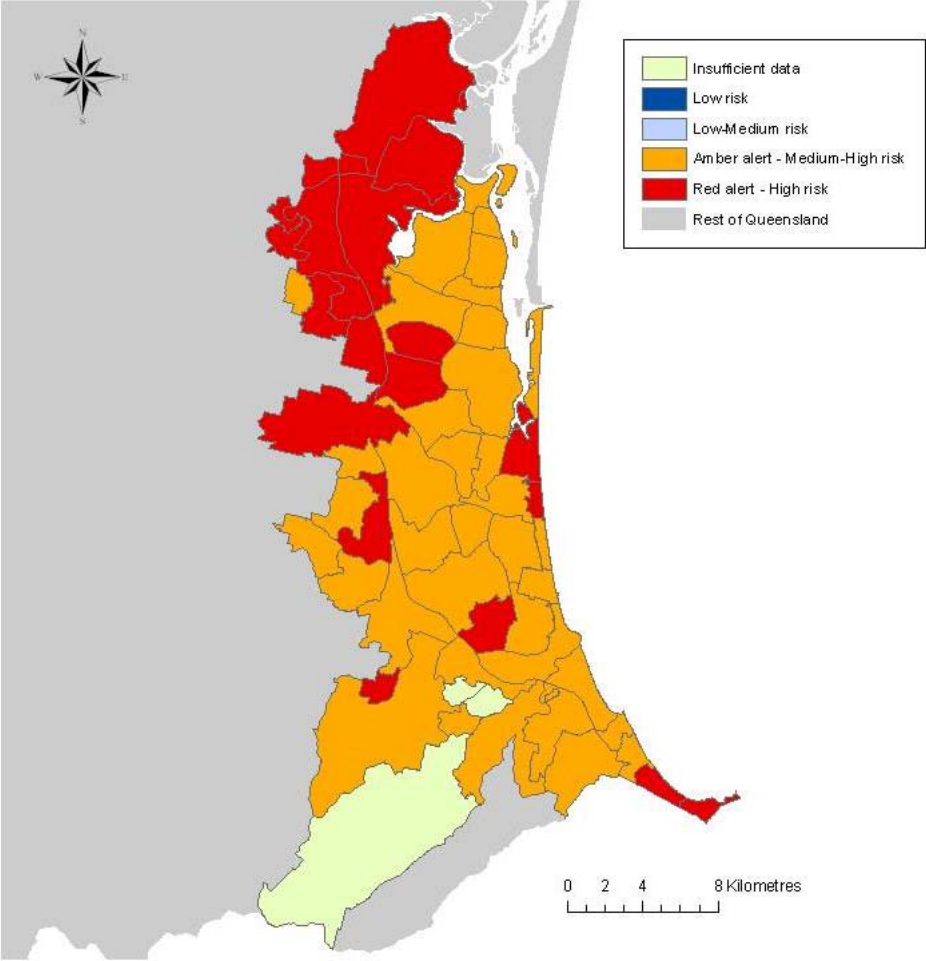 N
W E
S
Insufficient data
Low risk
Low-Medium risk
Amber alert - Medium-High risk
Red alert - High risk
Rest of Queensland
0 2 4 8 Kilometres